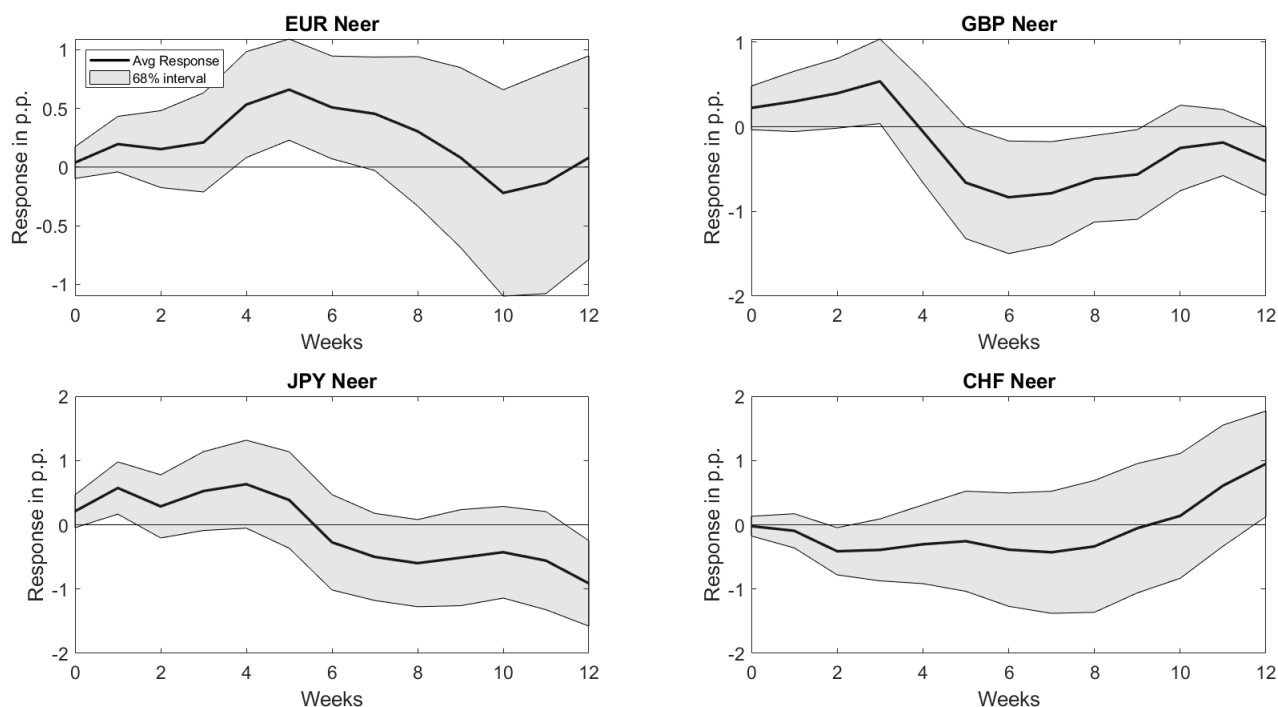 EUR Neer
Avg Response
68% interval
Response in p.p.
1
0.5
0
-0.5
-1
0 2 4 6 8 10 12
Weeks
GBP Neer
Response in p.p.
1
0
-1
-2
0 2 4 6 8 10 12
Weeks
JPY Neer
Response in p.p.
2
1
0
-1
-2
0 2 4 6 8 10 12
Weeks
CHF Neer
Response in p.p.
2
1
0
-1
-2
0 2 4 6 8 10 12
Weeks